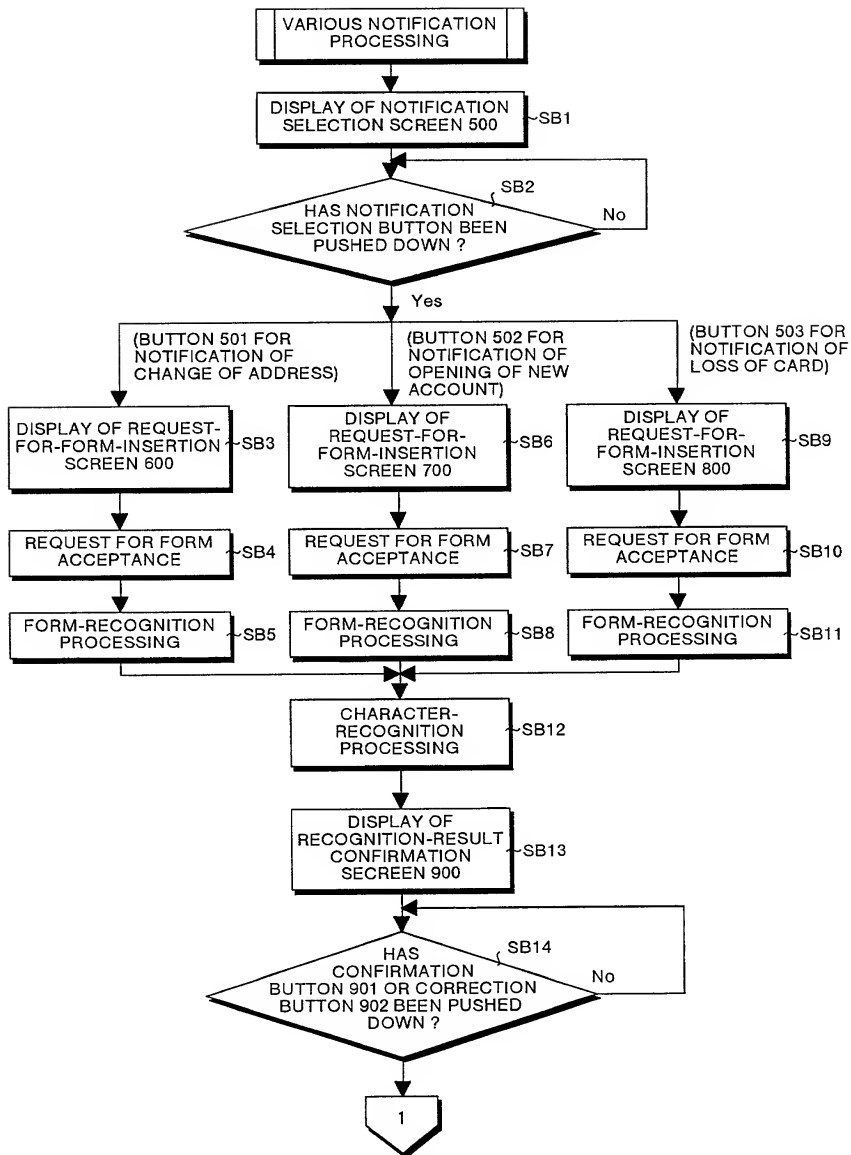 VARIOUS NOTIFICATION
PROCESSING
DISPLAY OF NOTIFICATION
SELECTION SCREEN 500
SB1
SB2
HAS NOTIFICATION
SELECTION BUTTON BEEN
PUSHED DOWN ?
No
Yes
(BUTTON 501 FOR
NOTIFICATION OF
CHANGE OF ADDRESS)
(BUTTON 502 FOR
NOTIFICATION OF
OPENING OF NEW
ACCOUNT)
(BUTTON 503 FOR
NOTIFICATION OF
LOSS OF CARD)
DISPLAY OF REQUEST-
FOR-FORM-INSERTION
SCREEN 600
SB3
DISPLAY OF
REQUEST-FOR-
FORM-INSERTION
SCREEN 700
SB6
DISPLAY OF
REQUEST-FOR-
FORM-INSERTION
SCREEN 800
SB9
REQUEST FOR FORM
ACCEPTANCE
SB4
REQUEST FOR FORM
ACCEPTANCE
SB7
REQUEST FOR FORM
ACCEPTANCE
SB10
FORM-RECOGNITION
PROCESSING
SB5
FORM-RECOGNITION
PROCESSING
SB8
FORM-RECOGNITION
PROCESSING
SB11
CHARACTER-
RECOGNITION
PROCESSING
SB12
DISPLAY OF
RECOGNITION-RESULT
CONFIRMATION
SECREEN 900
SB13
SB14
HAS
CONFIRMATION
BUTTON 901 OR CORRECTION
BUTTON 902 BEEN PUSHED
DOWN ?
No
1